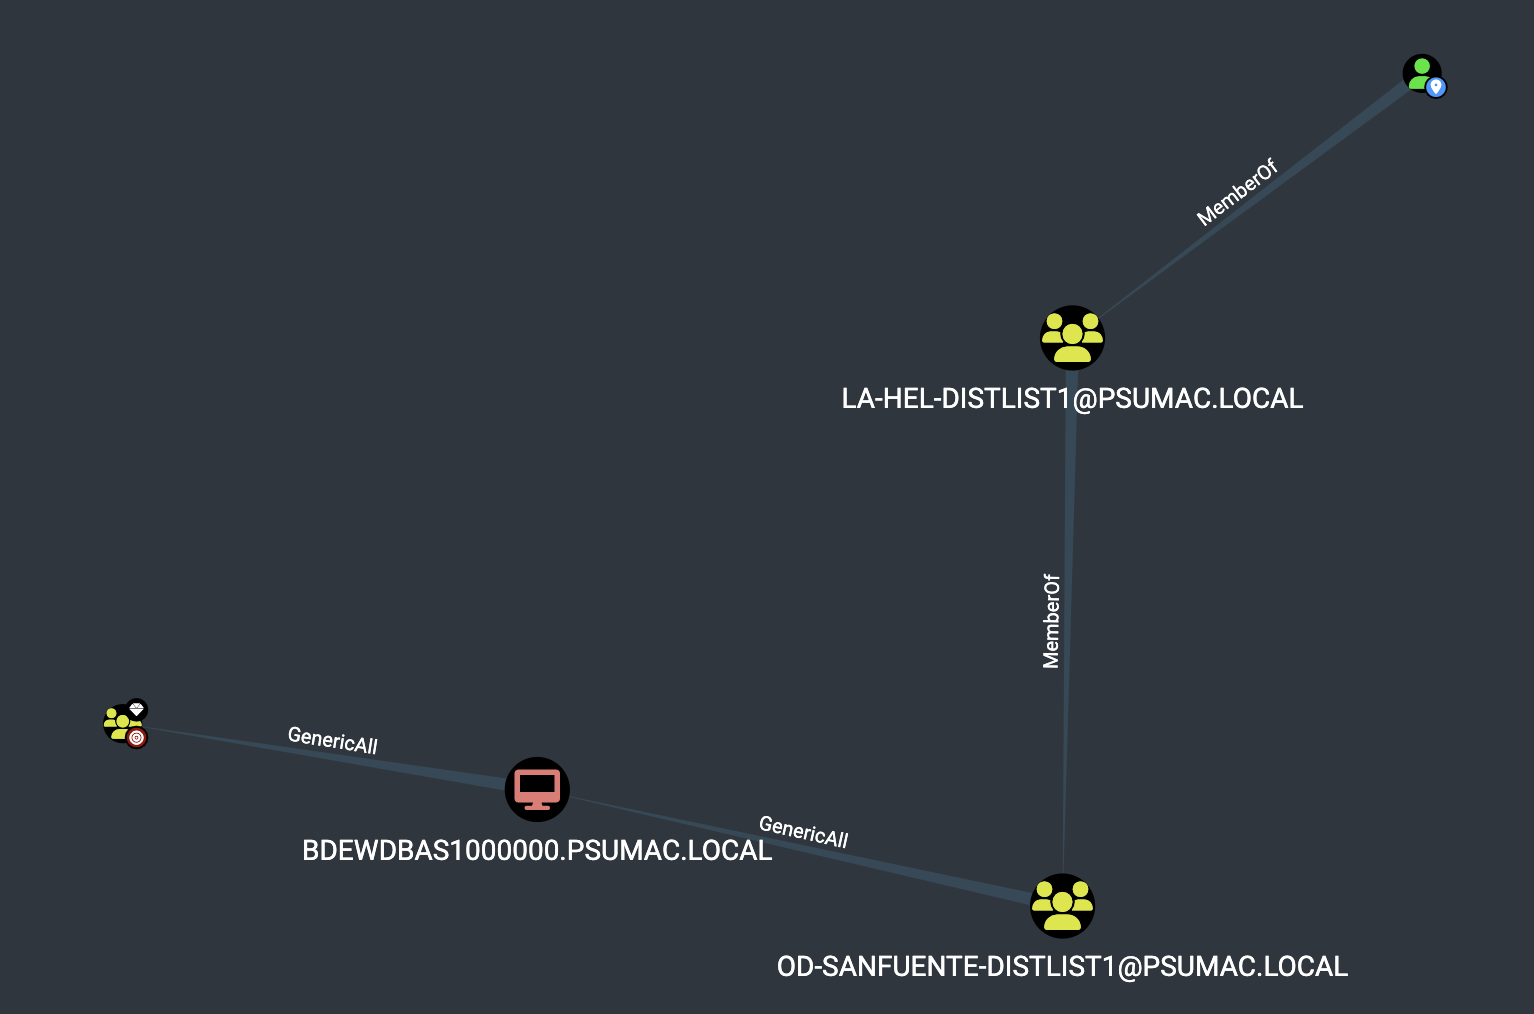 MemberOf
LA-HEL-DISTLIST1@PSUMAC.LOCAL
MemberOf
GenericAll
BDEWDBAS1000000.PSUMAC.LOCAL
GenericAll
OD-SANFUENTE-DISTLIST1@PSUMAC.LOCAL